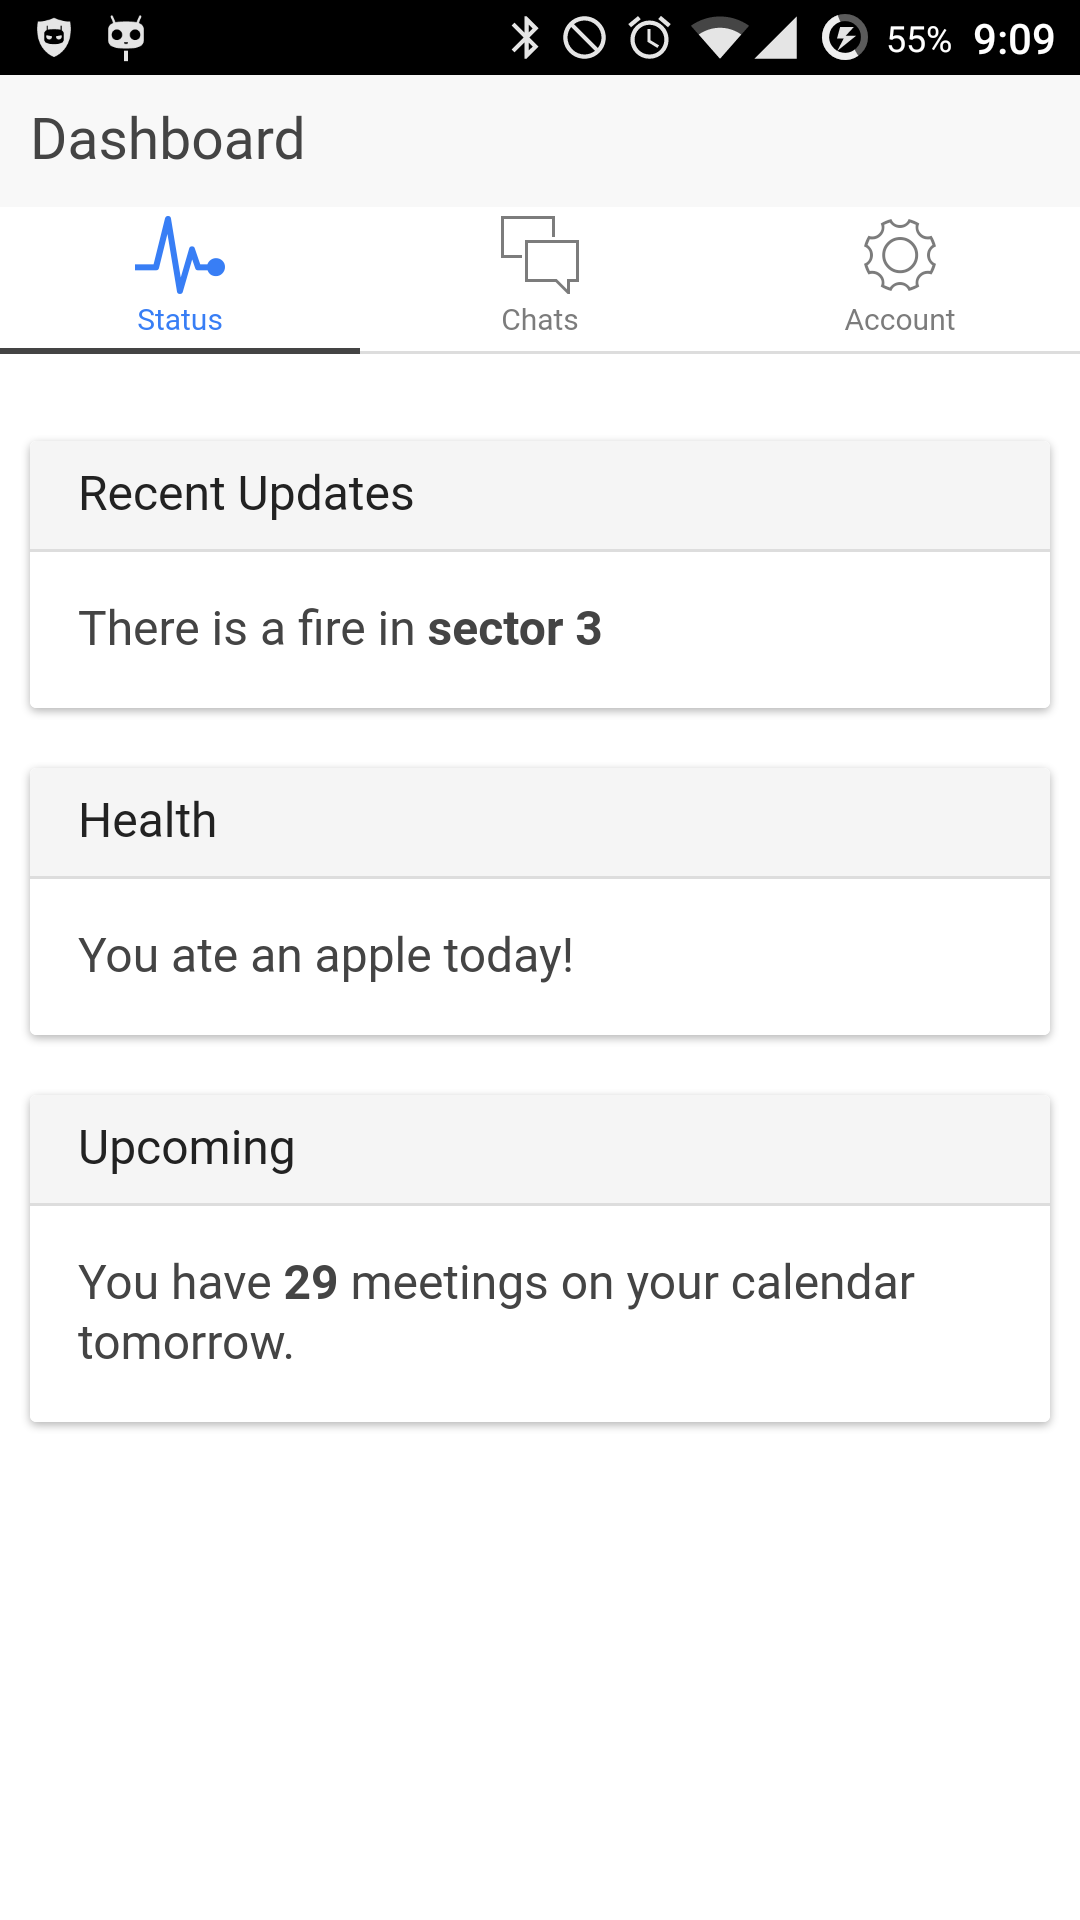 55% 9:09
Dashboard
Status Chats Account
Recent Updates
There is a fire in sector 3
Health
You ate an apple today!
Upcoming
You have 29 meetings on your calendar
tomorrow.